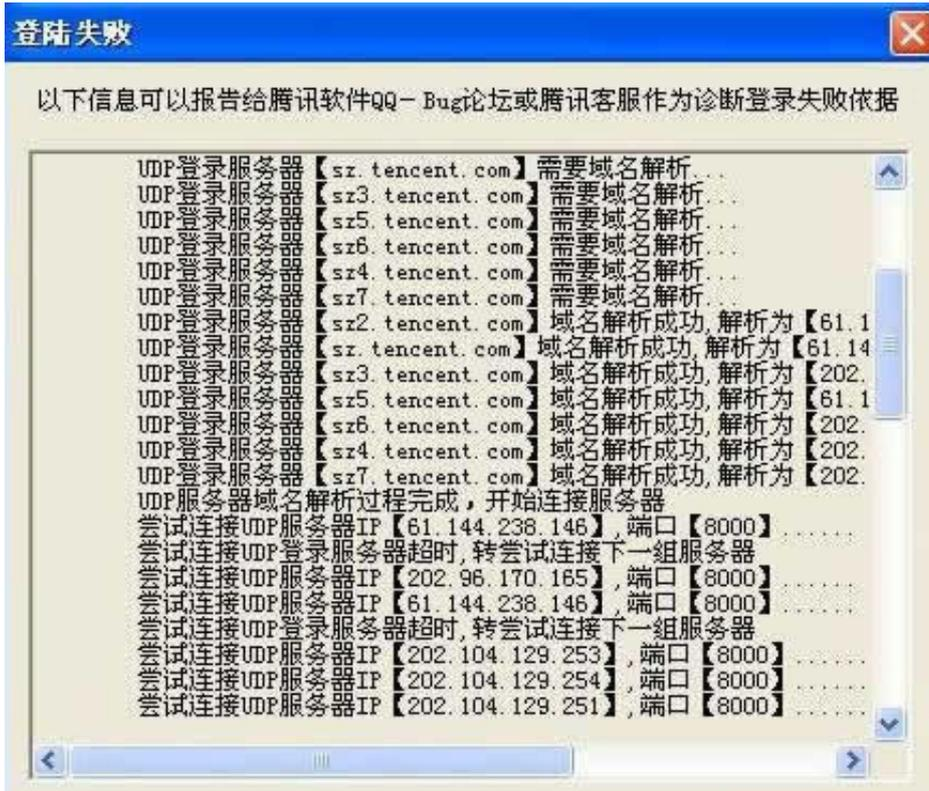 登陆失败
以下信息可以报告给腾讯软件QQ-Bug论坛或腾讯客服作为诊断登录失败依据
UDP登录服务器【sz.tencent.com】需要域名解析...
UDP登录服务器【sz3.tencent.com】需要域名解析...
UDP登录服务器【sz5.tencent.com】需要域名解析...
UDP登录服务器【sz6.tencent.com】需要域名解析...
UDP登录服务器【sz4.tencent.com】需要域名解析...
UDP登录服务器【sz7.tencent.com】需要域名解析...
UDP登录服务器【sz2.tencent.com】域名解析成功,解析为【61.1
UDP登录服务器【sz.tencent.com】域名解析成功,解析为【61.14
UDP登录服务器【sz3.tencent.com】域名解析成功,解析为【202.
UDP登录服务器【sz5.tencent.com】域名解析成功,解析为【61.1
UDP登录服务器【sz6.tencent.com】域名解析成功,解析为【202.
UDP登录服务器【sz4.tencent.com】域名解析成功,解析为【202.
UDP登录服务器【sz7.tencent.com】域名解析成功,解析为【202.
UDP服务器域名解析过程完成，开始连接服务器
尝试连接UDP服务器IP【61.144.238.146】,端口【8000】......
尝试连接UDP登录服务器超时,转尝试连接下一组服务器
尝试连接UDP服务器IP【202.96.170.165】,端口【8000】......
尝试连接UDP服务器IP【61.144.238.146】,端口【8000】......
尝试连接UDP登录服务器超时,转尝试连接下一组服务器
尝试连接UDP服务器IP【202.104.129.253】,端口【8000】......
尝试连接UDP服务器IP【202.104.129.254】,端口【8000】......
尝试连接UDP服务器IP【202.104.129.251】,端口【8000】......